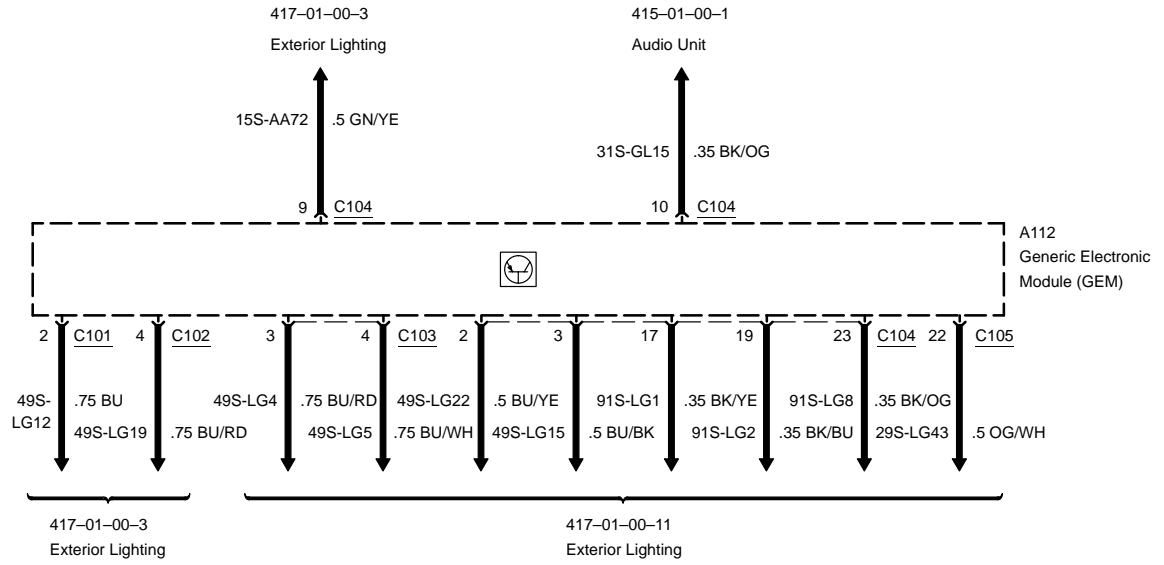 417–01–00–3
Exterior Lighting
415–01–00–1
Audio Unit
15S-AA72 .5 GN/YE
31S-GL15 .35 BK/OG
9 C104
10 C104
A112
Generic Electronic
Module (GEM)
2 C101 4 C102 3 4 C103 2 3 17 19 23 C104 22 C105
49S-
LG12
.75 BU 49S-LG4 .75 BU/RD 49S-LG22 .5 BU/YE 91S-LG1 .35 BK/YE 91S-LG8 .35 BK/OG
49S-LG19 .75 BU/RD 49S-LG5 .75 BU/WH 49S-LG15 .5 BU/BK 91S-LG2 .35 BK/BU 29S-LG43 .5 OG/WH
417–01–00–3
Exterior Lighting
417–01–00–11
Exterior Lighting